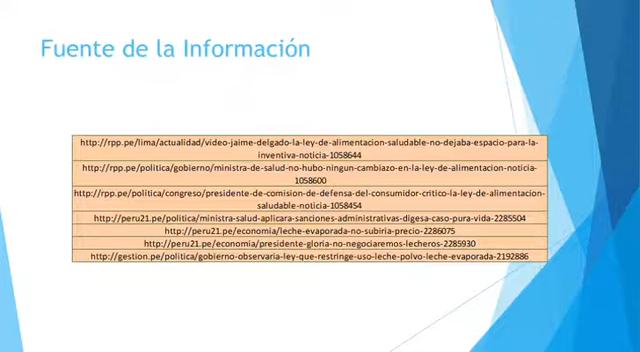 Fuente de la Información
http://rpp.pe/lima/actualidad/video-jaime-delgado-la-ley-de-alimentacion-saludable-no-dejaba-espacio-para-la-
inventiva-noticia-1058644
http://rpp.pe/politica/gobierno/ministra-de-salud-no-hubo-ningun-cambiazo-en-la-ley-de-alimentacion-noticia-
1058600
http://rpp.pe/politica/congreso/presidente-de-comision-de-defensa-del-consumidor-critico-la-ley-de-alimentacion-
saludable-noticia-1058454
http://peru21.pe/politica/ministra-salud-aplicara-sanciones-administrativas-digesa-caso-pura-vida-2285504
http://peru21.pe/economia/leche-evaporada-no-subiria-precio-2286075
http://peru21.pe/economia/presidente-gloria-no-negociaremos-lecheros-2285930
http://gestion.pe/politica/gobierno-observaria-ley-que-restringe-uso-leche-polvo-leche-evaporada-2192886